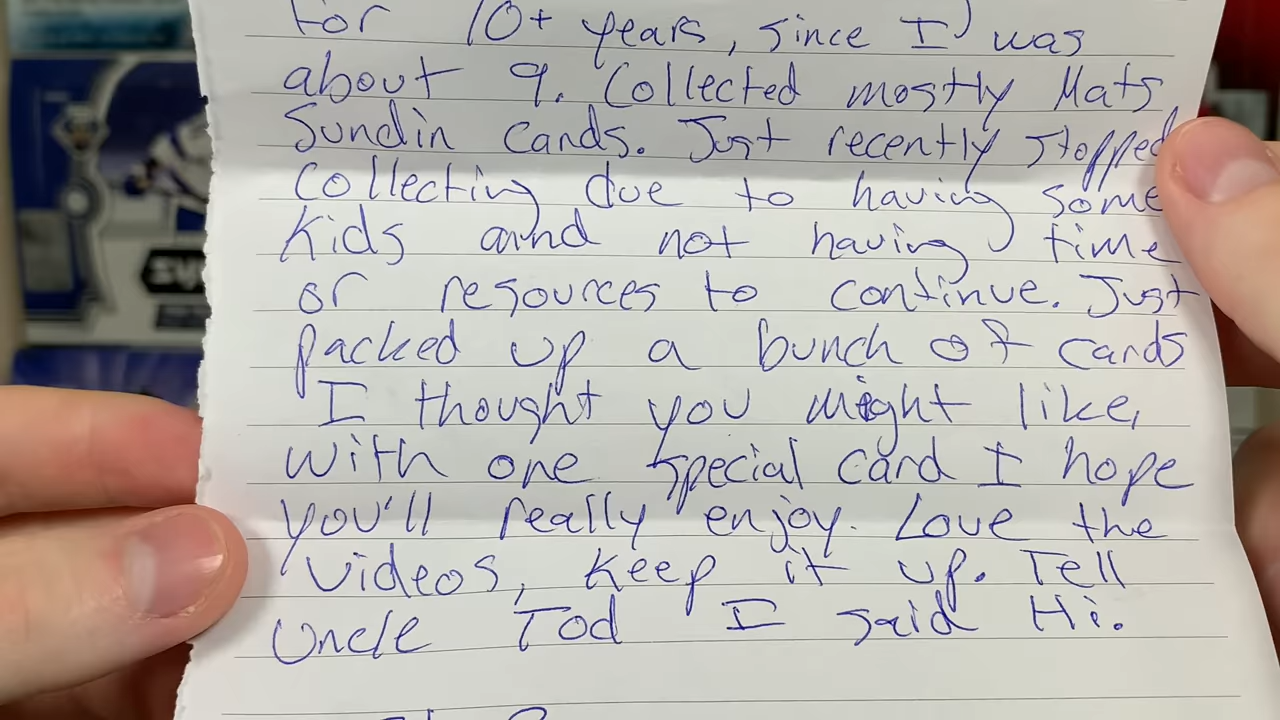 for 10+ years, since I was
about 9. Collected mostly Mats
Sundin cards. Just recently stopped
collecting due to having some
kids and not having time
or resources to continue. Just
packed up a bunch of cards
I thought you might like,
with one special card I hope
you'll really enjoy. Love the
videos, keep it up. Tell
Uncle Tod I said Hi.